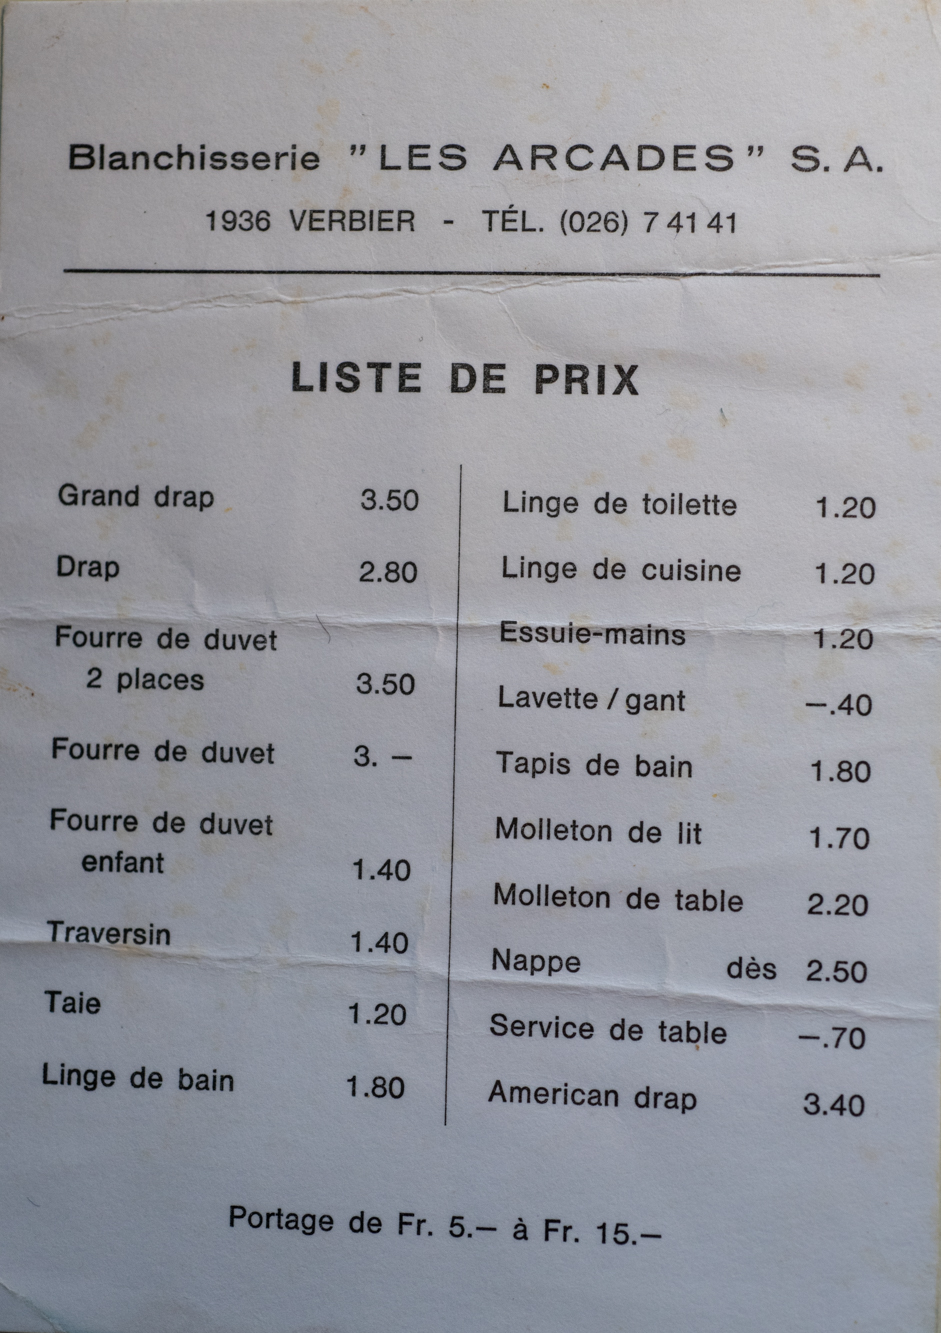 Blanchisserie "LES ARCADES" S. A.
1936 VERBIER - TÉL. (026) 7 41 41
LISTE DE PRIX
Grand drap 3.50
Drap 2.80
Fourre de duvet
2 places 3.50
Fourre de duvet 3. —
Fourre de duvet
enfant 1.40
Traversin 1.40
Taie 1.20
Linge de bain 1.80
Linge de toilette 1.20
Linge de cuisine 1.20
Essuie-mains 1.20
Lavette / gant —.40
Tapis de bain 1.80
Molleton de lit 1.70
Molleton de table 2.20
Nappe dès 2.50
Service de table —.70
American drap 3.40
Portage de Fr. 5.— à Fr. 15.—